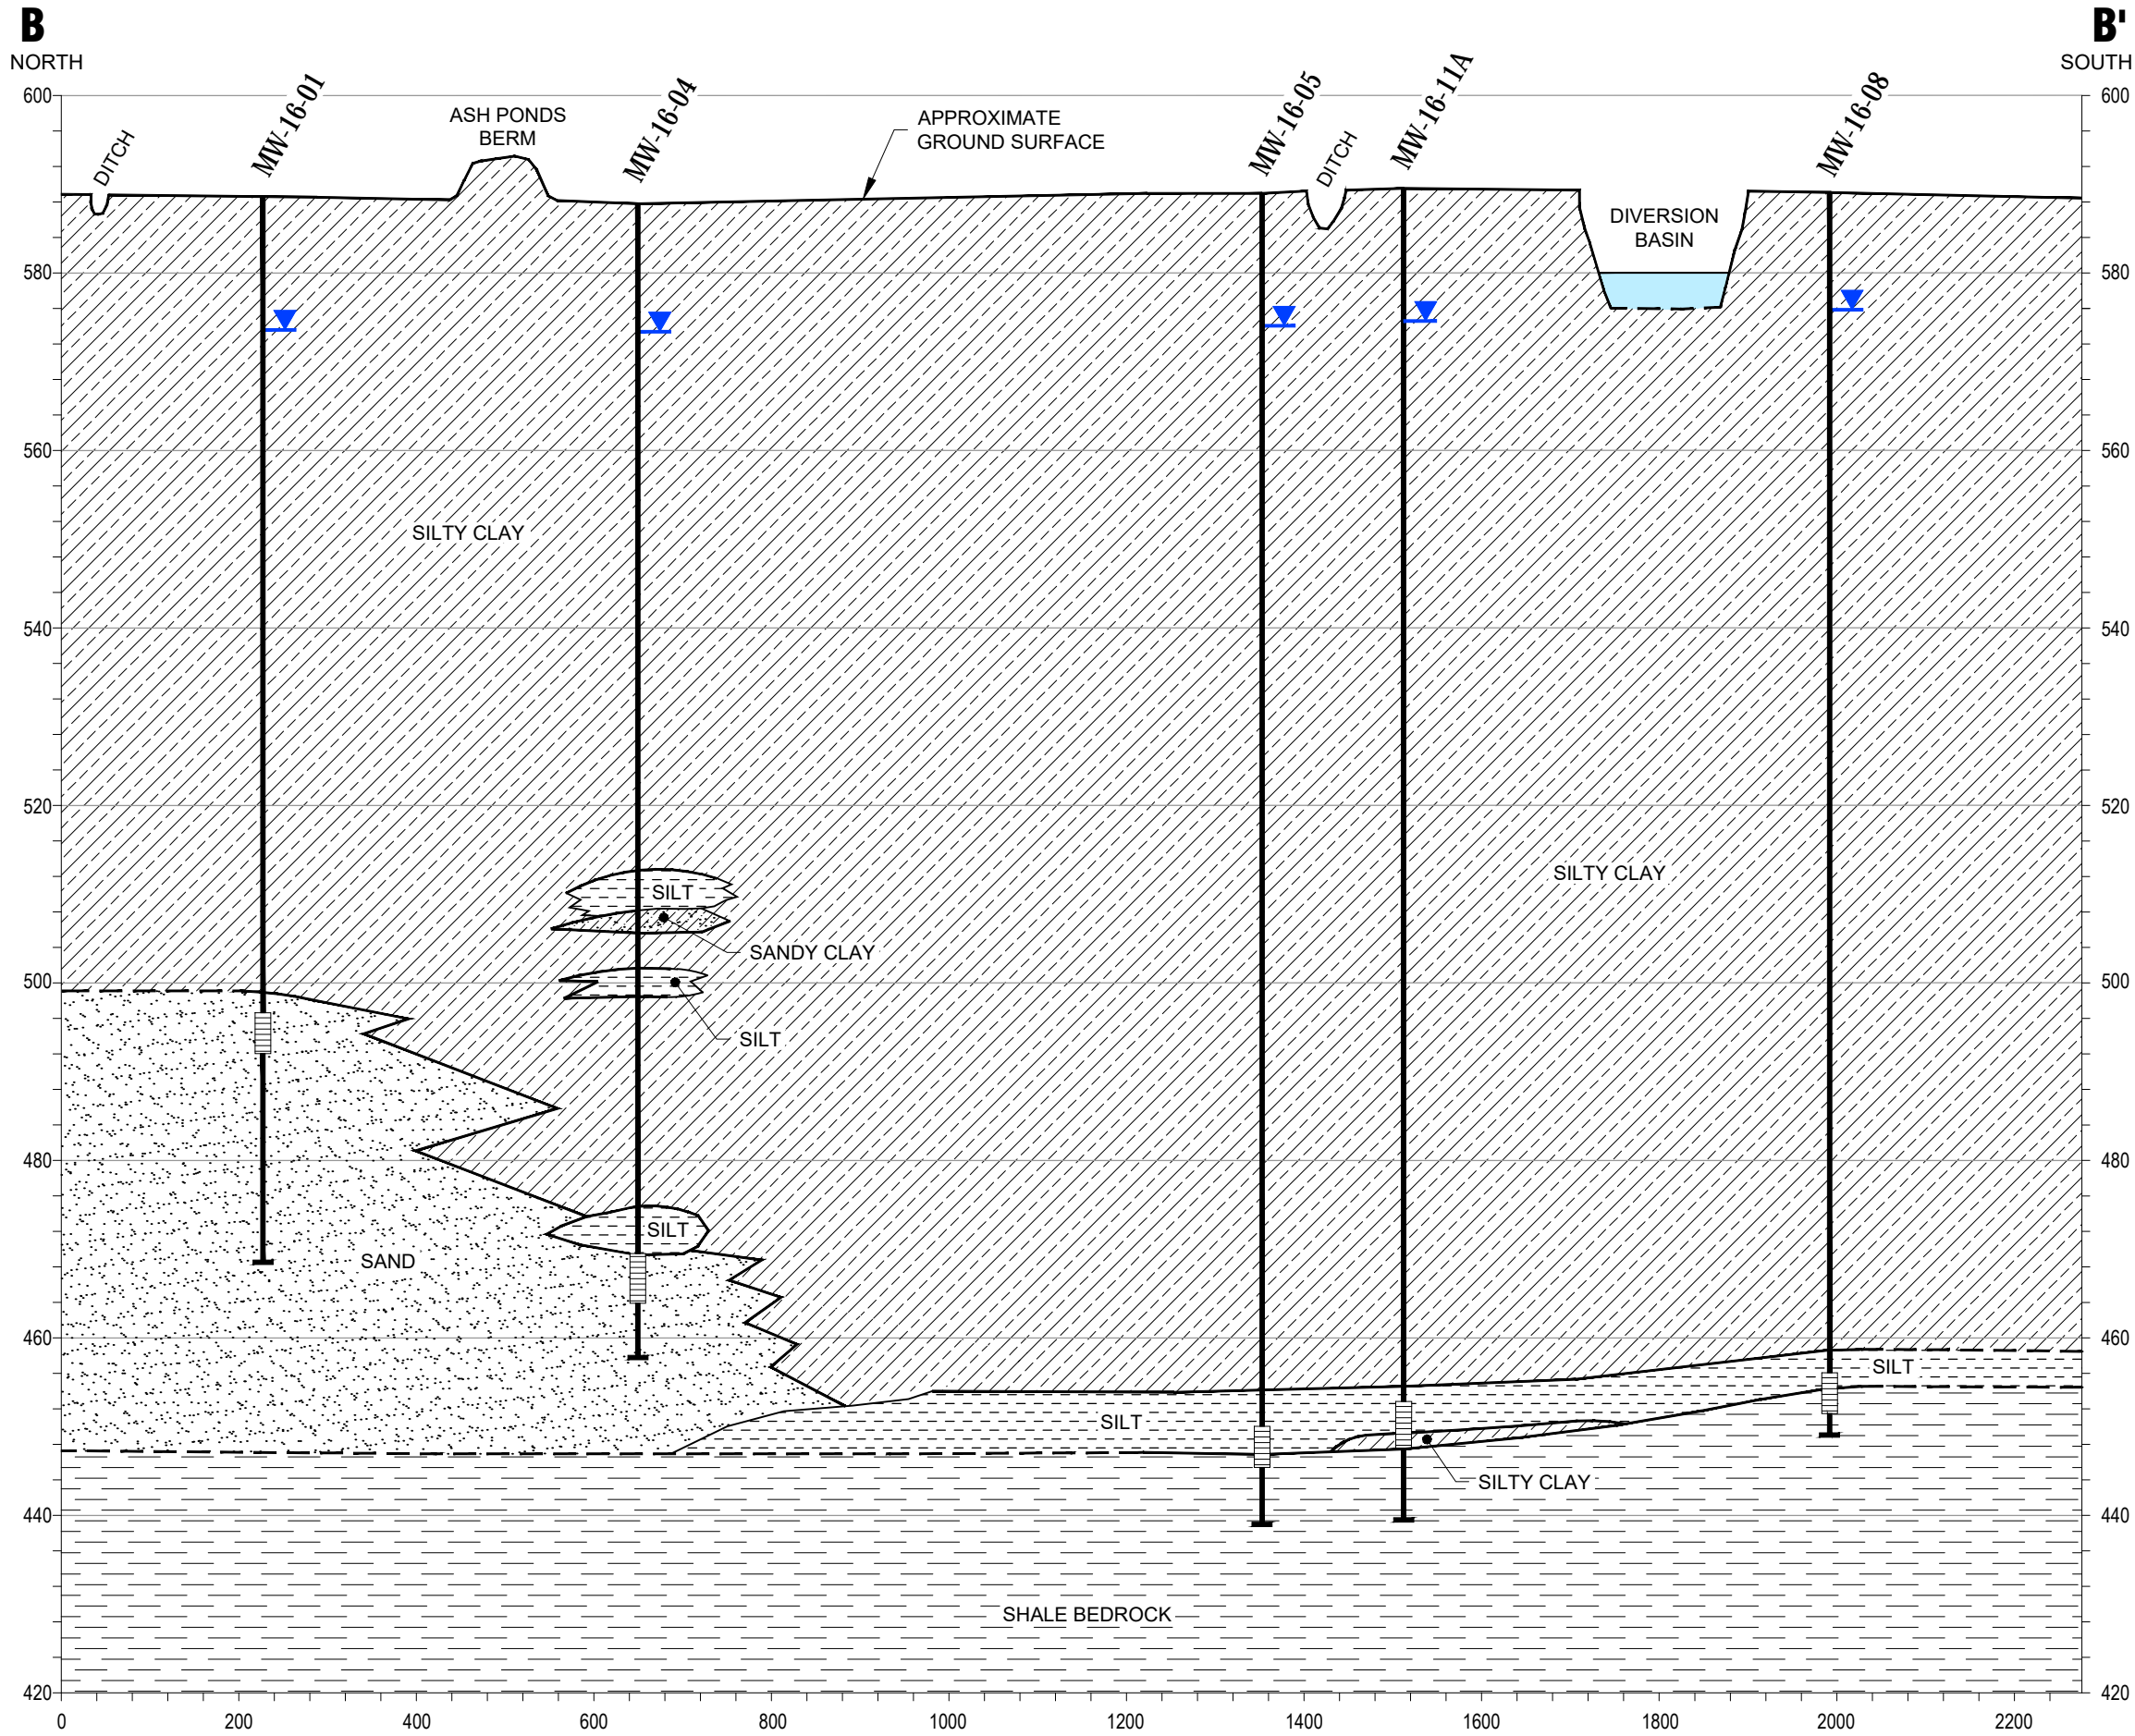 B
B'
NORTH
SOUTH
MW-16-01
MW-16-04
MW-16-05
MW-16-11A
MW-16-08
600
600
DITCH
ASH PONDS
BERM
APPROXIMATE
GROUND SURFACE
DITCH
DIVERSION
BASIN
580
580
560
560
SILTY CLAY
540
540
520
520
SILTY CLAY
SILT
SANDY CLAY
500
500
SILT
480
480
SILT
SAND
460
460
SILT
SILT
SILTY CLAY
440
440
SHALE BEDROCK
420
420
0
200
400
600
800
1000
1200
1400
1600
1800
2000
2200